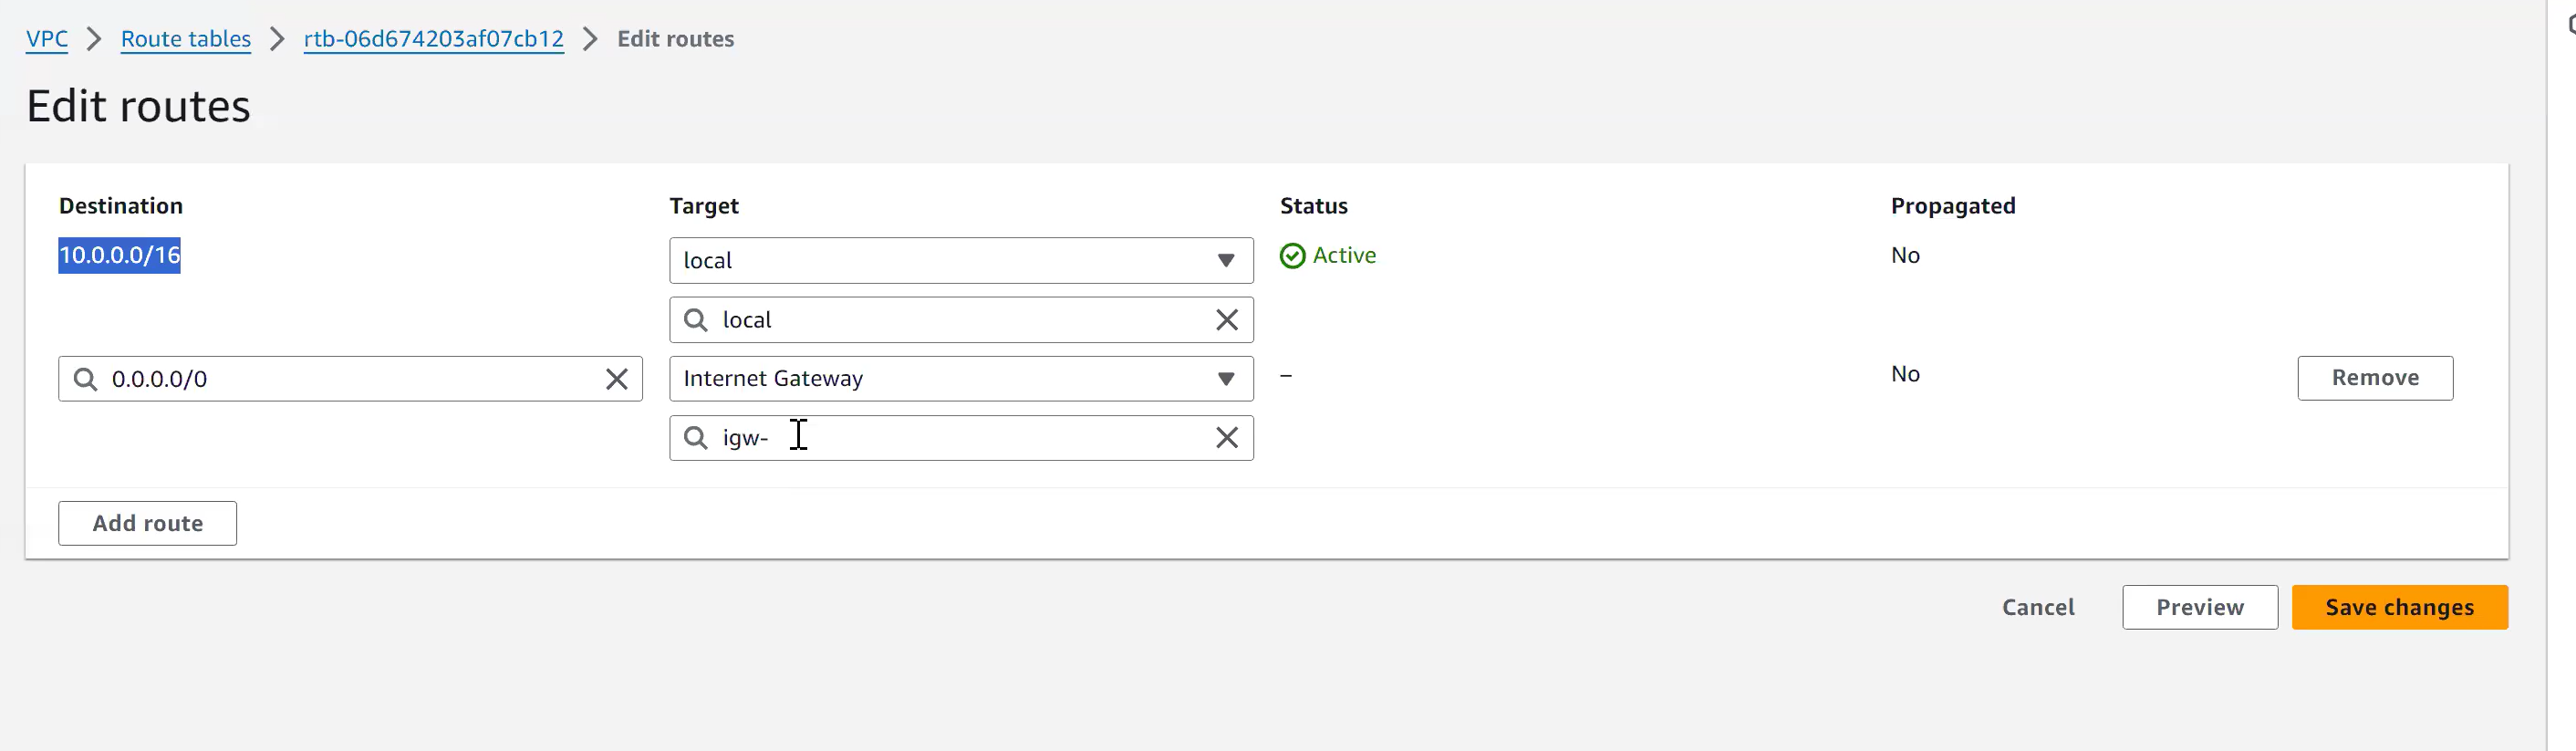 VPC > Route tables > rtb-06d674203af07cb12 > Edit routes
Edit routes
Destination Target Status Propagated
10.0.0.0/16 local Active No
local
0.0.0.0/0 Internet Gateway – No Remove
igw-
Add route
Cancel Preview Save changes